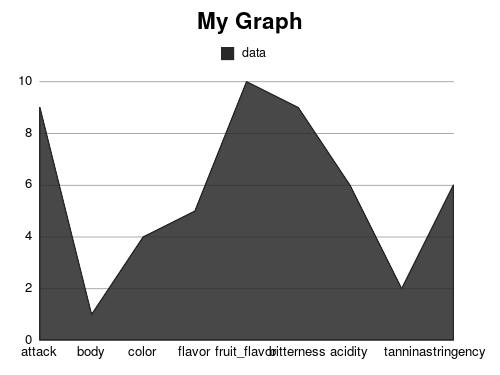 My Graph
data
10
8
6
4
2
0
attack body color flavor fruit_flavor bitterness acidity tannin astringency